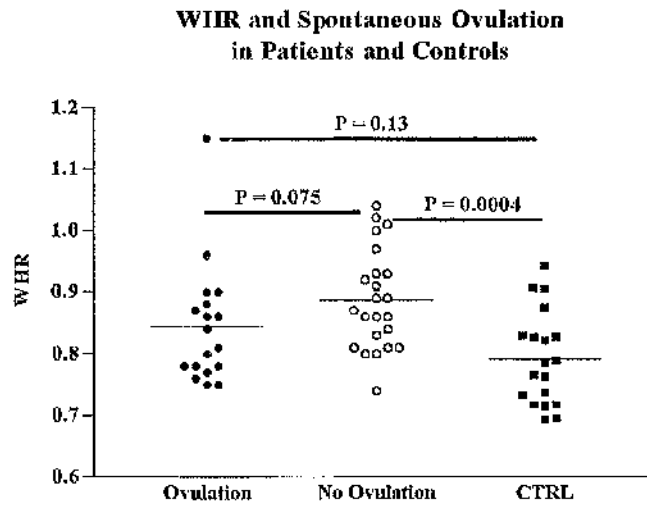 WHR and Spontaneous Ovulation
in Patients and Controls
1.2
1.1
1.0
0.9
0.8
0.7
0.6
WHR
P = 0.13
P = 0.075
P = 0.0004
Ovulation
No Ovulation
CTRL